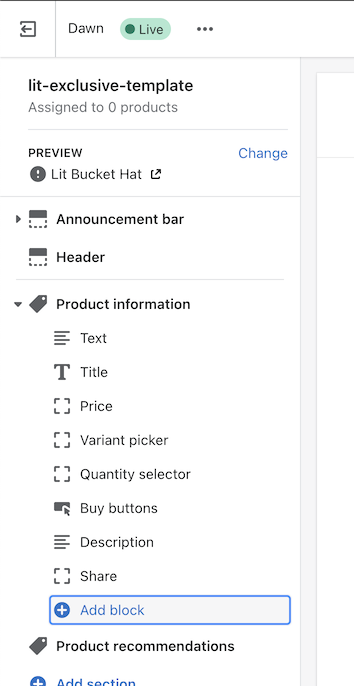 Dawn Live
lit-exclusive-template
Assigned to 0 products
PREVIEW Change
Lit Bucket Hat
Announcement bar
Header
Product information
Text
Title
Price
Variant picker
Quantity selector
Buy buttons
Description
Share
Add block
Product recommendations
Add section